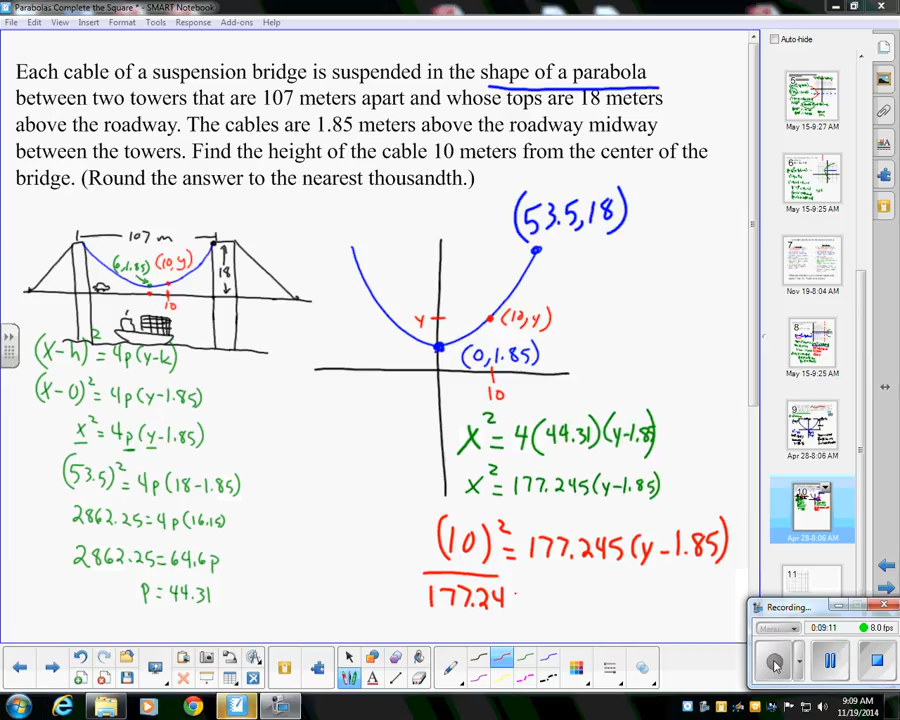 Parabolas Complete the Square * - SMART Notebook
File Edit View Insert Format Tools Add-ons Help
Each cable of a suspension bridge is suspended in the shape of a parabola
between two towers that are 107 meters apart and whose tops are 18 meters
above the roadway. The cables are 1.85 meters above the roadway midway
between the towers. Find the height of the cable 10 meters from the center of the
bridge. (Round the answer to the nearest thousandth.)
107 m
(0,1.85)
(10,y)
18
10
(x-h)²=4p(y-k)
(x-0)²=4p(y-1.85)
x²=4p(y-1.85)
(53.5)²=4p(18-1.85)
2862.25=4p(16.15)
2862.25=64.6p
p=44.31
(53.5,18)
y
(10,y)
(0,1.85)
10
x²=4(44.31)(y-1.85)
x²=177.245(y-1.85)
(10)²=177.245(y-1.85)
177.24
Auto-hide
May 15-9:27 AM
May 15-9:25 AM
7
Nov 19-8:04 AM
8
May 15-9:25 AM
9
Apr 28-8:06 AM
10
Apr 28-8:06 AM
11
Recording...
0:09:11
8.0 fps
9:09 AM
11/19/2014